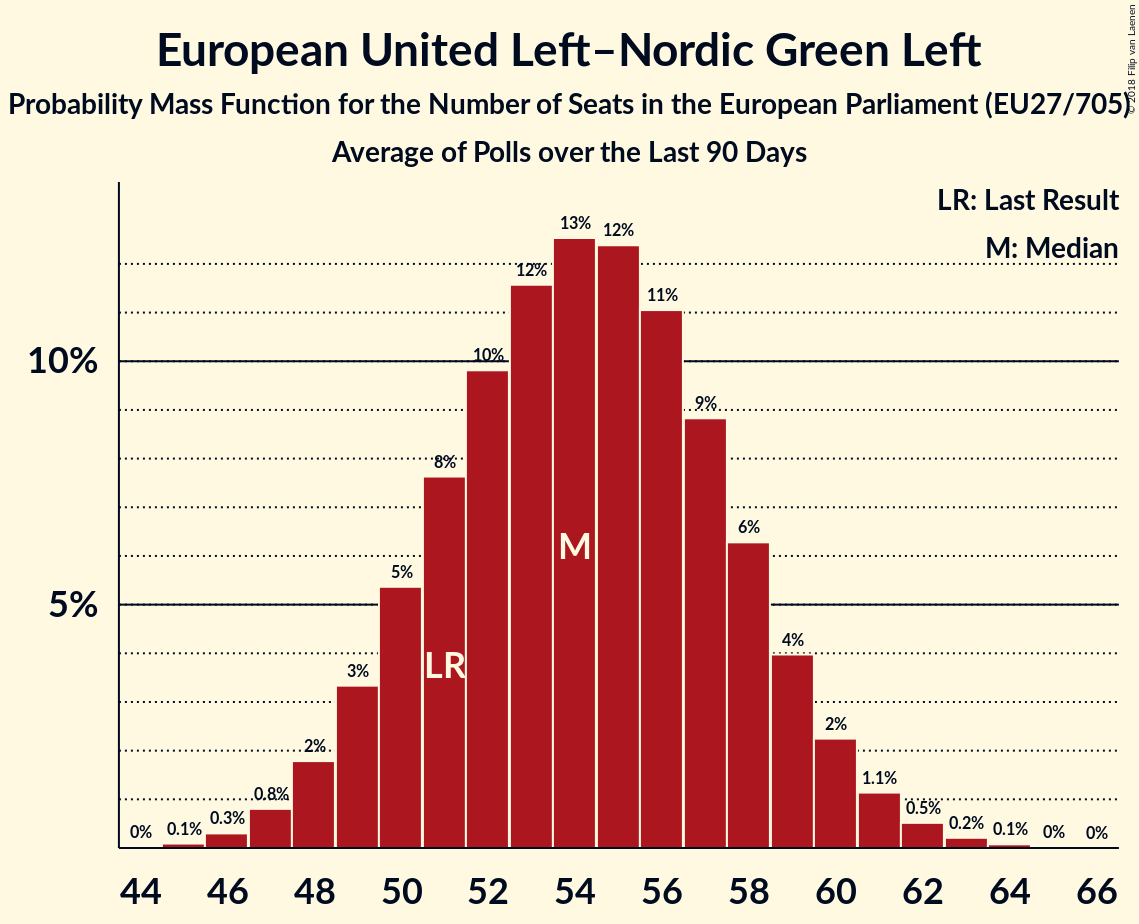 European United Left–Nordic Green Left
Probability Mass Function for the Number of Seats in the European Parliament (EU27/705)
Average of Polls over the Last 90 Days
© 2018 Filip van Laenen
LR: Last Result
M: Median
10%
5%
0%
0.1%
0.3%
0.8%
2%
3%
5%
8%
10%
12%
13%
12%
11%
9%
6%
4%
2%
1.1%
0.5%
0.2%
0.1%
0%
0%
LR
M
44 46 48 50 52 54 56 58 60 62 64 66